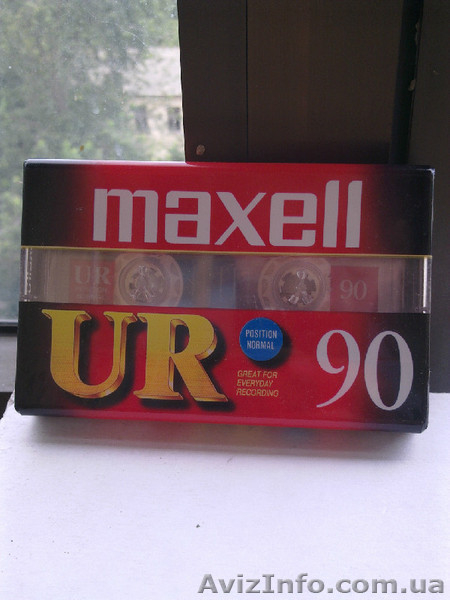 maxell
UR
90
UR
POSITION
NORMAL
GREAT FOR
EVERYDAY
RECORDING
90
AvizInfo.com.ua